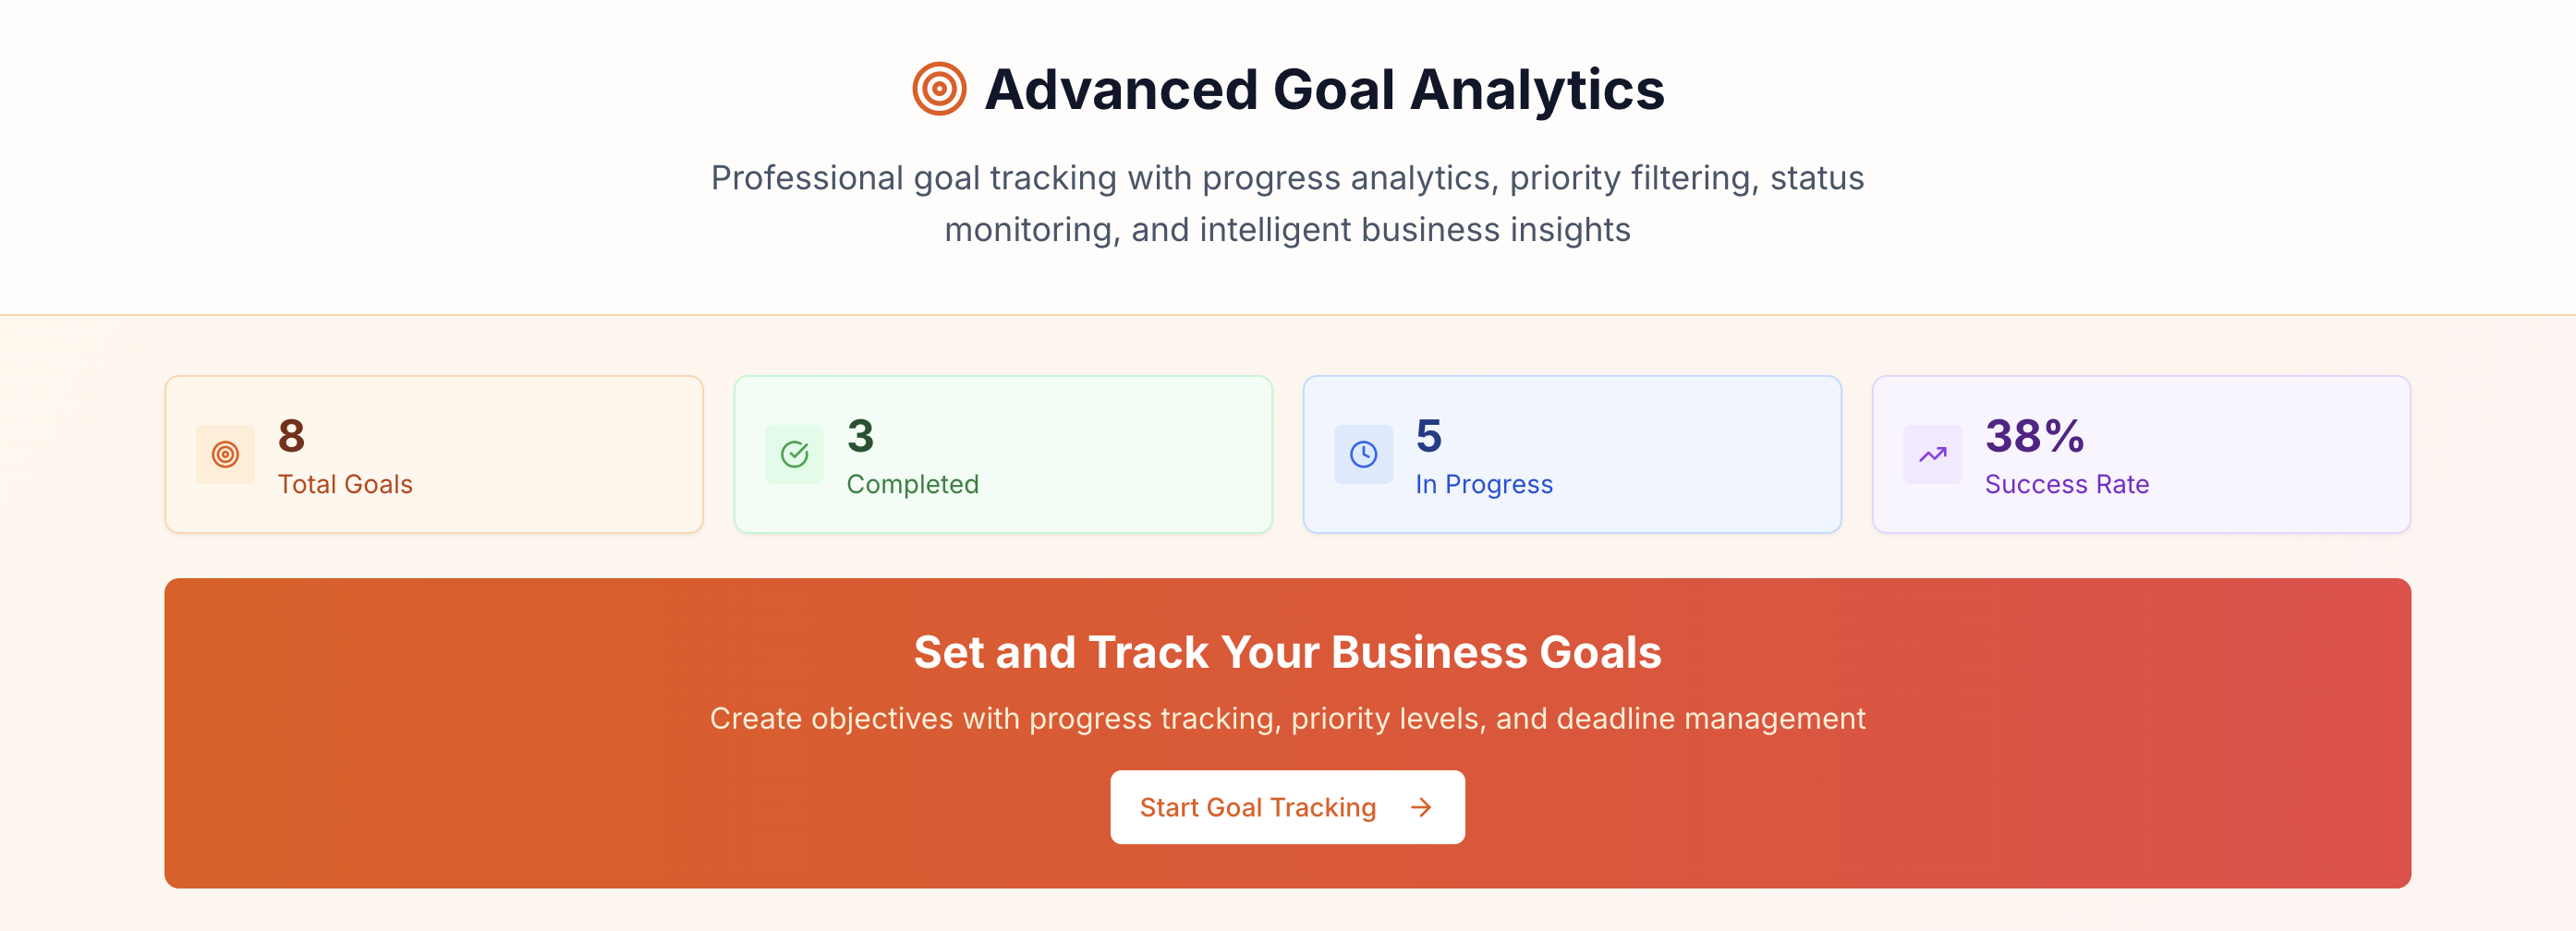 Advanced Goal Analytics
Professional goal tracking with progress analytics, priority filtering, status
monitoring, and intelligent business insights
8
Total Goals
3
Completed
5
In Progress
38%
Success Rate
Set and Track Your Business Goals
Create objectives with progress tracking, priority levels, and deadline management
Start Goal Tracking